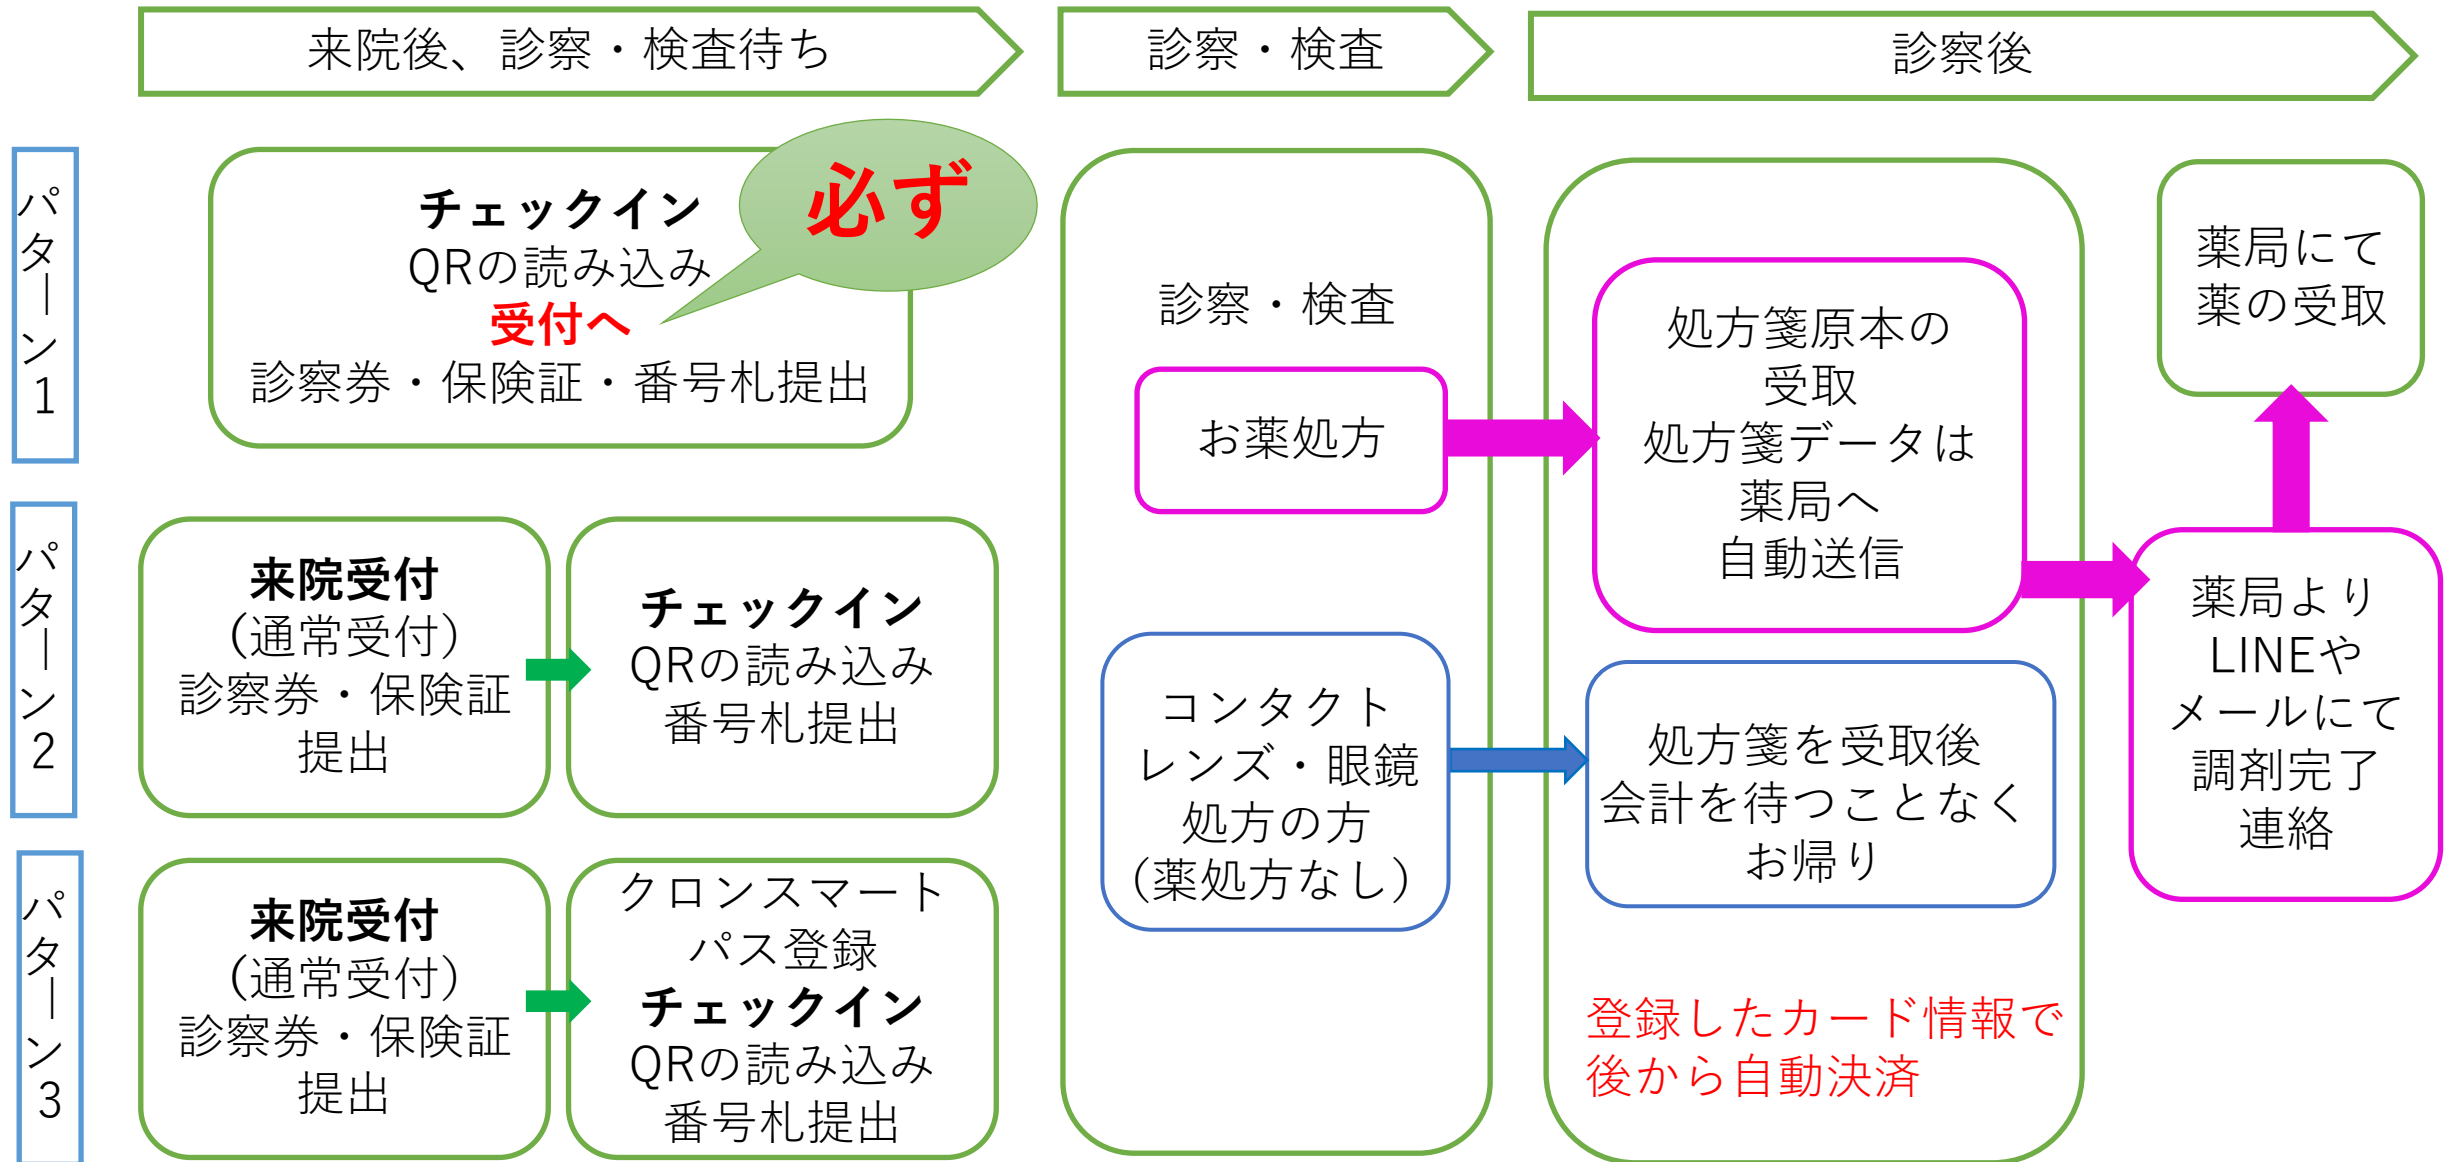 来院後、診察・検査待ち
診察・検査
診察後
パターン1
チェックイン
QRの読み込み
受付へ
診察券・保険証・番号札提出
必ず
パターン2
来院受付
（通常受付）
診察券・保険証
提出
チェックイン
QRの読み込み
番号札提出
パターン3
来院受付
（通常受付）
診察券・保険証
提出
クロンスマート
パス登録
チェックイン
QRの読み込み
番号札提出
診察・検査
お薬処方
コンタクト
レンズ・眼鏡
処方の方
（薬処方なし）
処方箋原本の
受取
処方箋データは
薬局へ
自動送信
処方箋を受取後
会計を待つことなく
お帰り
登録したカード情報で
後から自動決済
薬局にて
薬の受取
薬局より
LINEや
メールにて
調剤完了
連絡